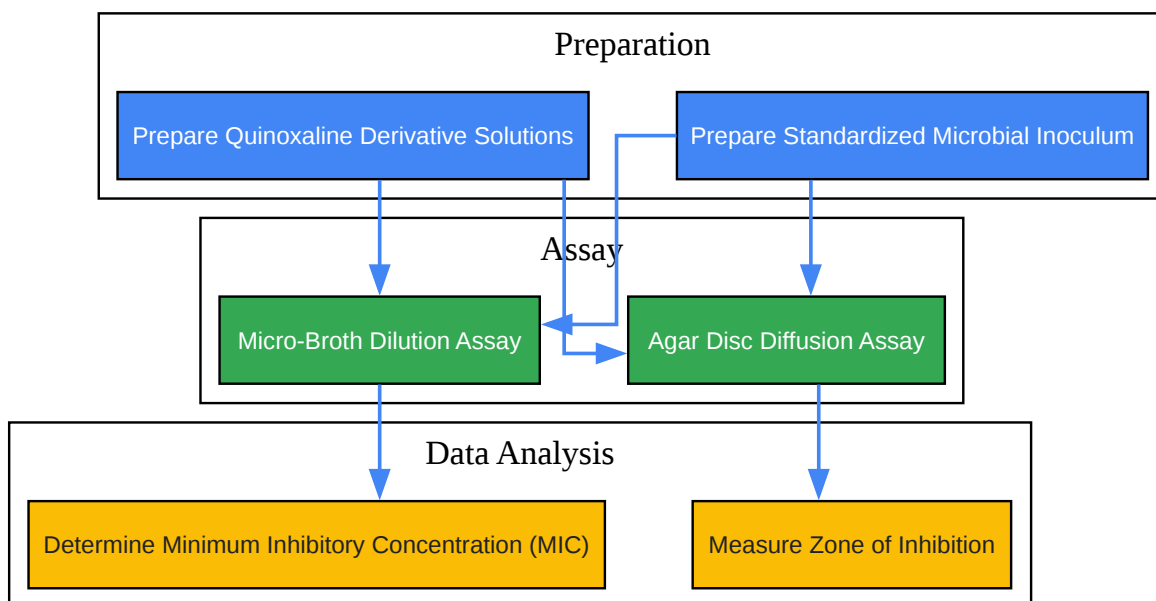 Preparation
Prepare Quinoxaline Derivative Solutions
Prepare Standardized Microbial Inoculum
Assay
Micro-Broth Dilution Assay
Agar Disc Diffusion Assay
Data Analysis
Determine Minimum Inhibitory Concentration (MIC)
Measure Zone of Inhibition